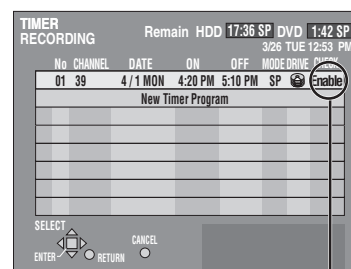 TIMER
RECORDING
Remain HDD 17:36 SP DVD 1:42 SP
3/26 TUE 12:53 PM
No CHANNEL DATE ON OFF MODE DRIVE CHECK
01 39 4/1 MON 4:20 PM 5:10 PM SP Enable
New Timer Program
SELECT
CANCEL
ENTER RETURN